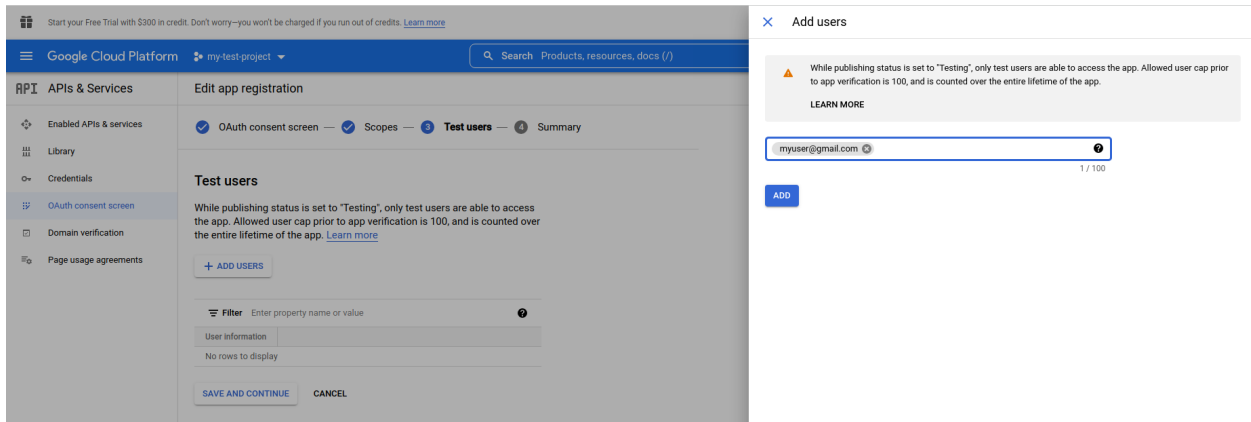 Start your Free Trial with $300 in credit. Don't worry—you won't be charged if you run out of credits. Learn more
Google Cloud Platform
my-test-project
Search Products, resources, docs (/)
API APIs & Services
Enabled APIs & services
Library
Credentials
OAuth consent screen
Domain verification
Page usage agreements
Edit app registration
OAuth consent screen — Scopes — 3 Test users — 4 Summary
Test users
While publishing status is set to "Testing", only test users are able to access
the app. Allowed user cap prior to app verification is 100, and is counted over
the entire lifetime of the app. Learn more
+ ADD USERS
Filter Enter property name or value
User information
No rows to display
SAVE AND CONTINUE CANCEL
Add users
While publishing status is set to "Testing", only test users are able to access the app. Allowed user cap prior
to app verification is 100, and is counted over the entire lifetime of the app.
LEARN MORE
myuser@gmail.com
1 / 100
ADD